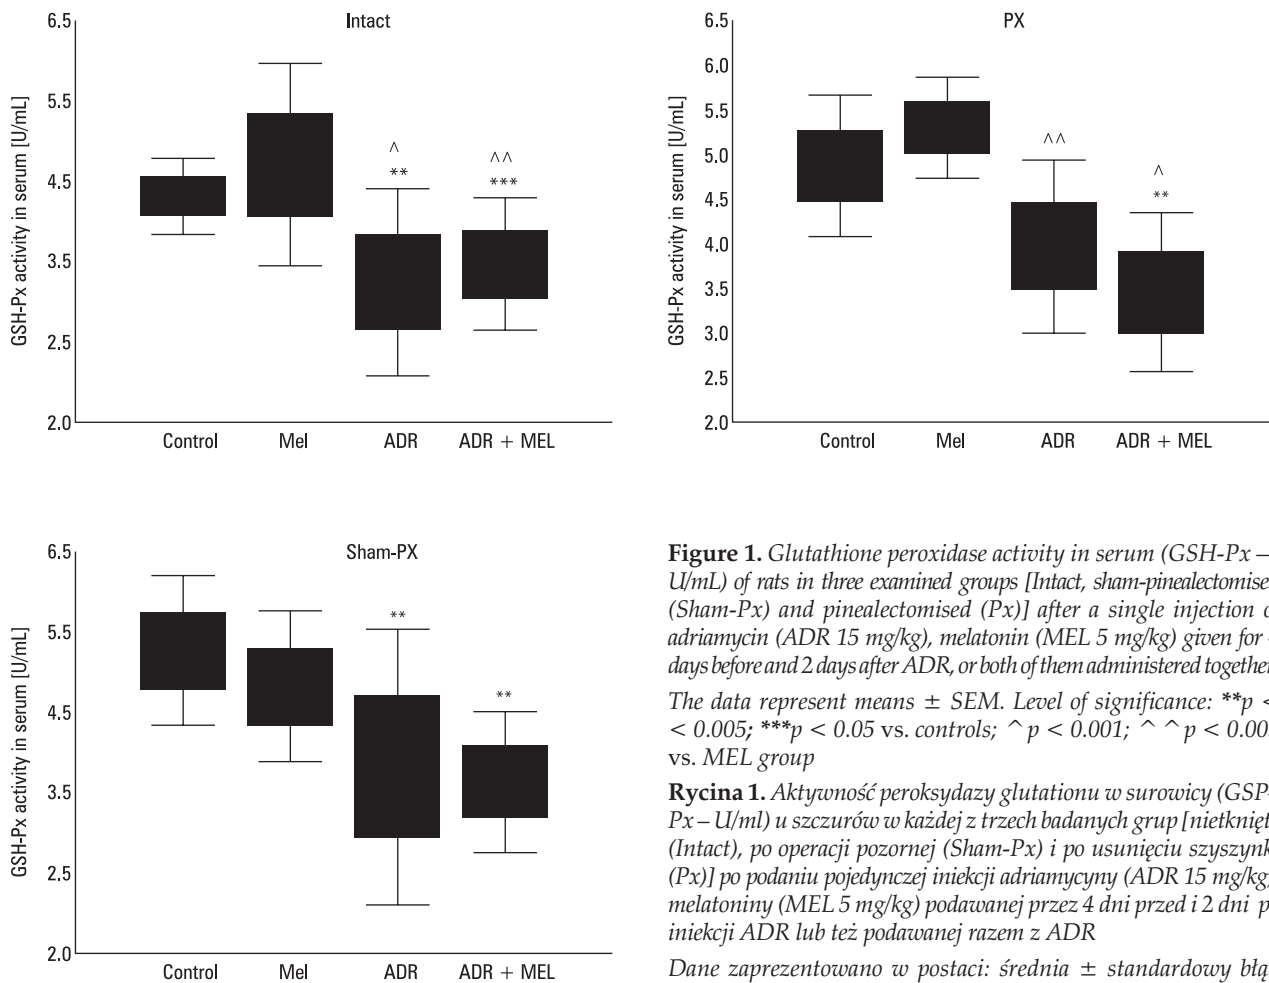 Intact
GSH-Px activity in serum [U/mL]
6.5
5.5
4.5
3.5
2.5
2.0
^
**
^^
***
Control Mel ADR ADR + MEL
PX
GSH-Px activity in serum [U/mL]
6.5
6.0
5.5
5.0
4.5
4.0
3.5
3.0
2.5
2.0
^^
^
**
Control Mel ADR ADR + MEL
Sham-PX
GSH-Px activity in serum [U/mL]
6.5
5.5
4.5
3.5
2.5
2.0
**
**
Control Mel ADR ADR + MEL
Figure 1. Glutathione peroxidase activity in serum (GSH-Px –
U/mL) of rats in three examined groups [Intact, sham-pinealectomise
(Sham-Px) and pinealectomised (Px)] after a single injection o
adriamycin (ADR 15 mg/kg), melatonin (MEL 5 mg/kg) given for
days before and 2 days after ADR, or both of them administered together
The data represent means ± SEM. Level of significance: **p <
< 0.005; ***p < 0.05 vs. controls; ^ p < 0.001; ^ ^ p < 0.00
vs. MEL group
Rycina 1. Aktywność peroksydazy glutationu w surowicy (GSP-
Px – U/ml) u szczurów w każdej z trzech badanych grup [nietknięt
(Intact), po operacji pozornej (Sham-Px) i po usunięciu szyszynk
(Px)] po podaniu pojedynczej iniekcji adriamycyny (ADR 15 mg/kg)
melatoniny (MEL 5 mg/kg) podawanej przez 4 dni przed i 2 dni p
iniekcji ADR lub też podawanej razem z ADR
Dane zaprezentowano w postaci: średnia ± standardowy błą